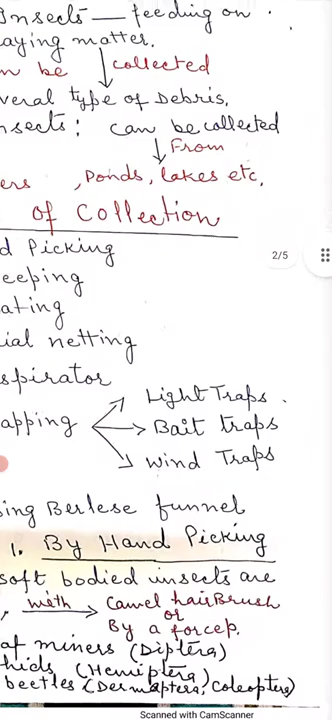 Insects — feeding on
aying matter.
n be collected
veral type of Debris,
nsects: can be collected
From
ers , Ponds, lakes etc,
of Collection
d Picking
2/5
eeping
ating
ial netting
spirator
Light Traps
apping Bait traps
Wind Traps
sing Berlese funnel
1. By Hand Picking
soft bodied insects are
with Camel hair Brush
or
By a forcep.
af miners (Diptera)
hids (Hemiptera)
beetles (Dermaptera, Coleoptera)
Scanned with CamScanner